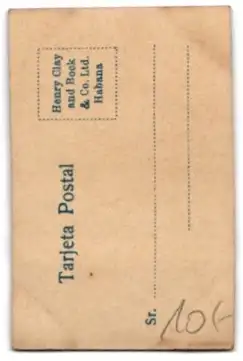 Tarjeta Postal
Henry Clay
and Bock
& Co. Ltd.
Habana
Sr.
10.-